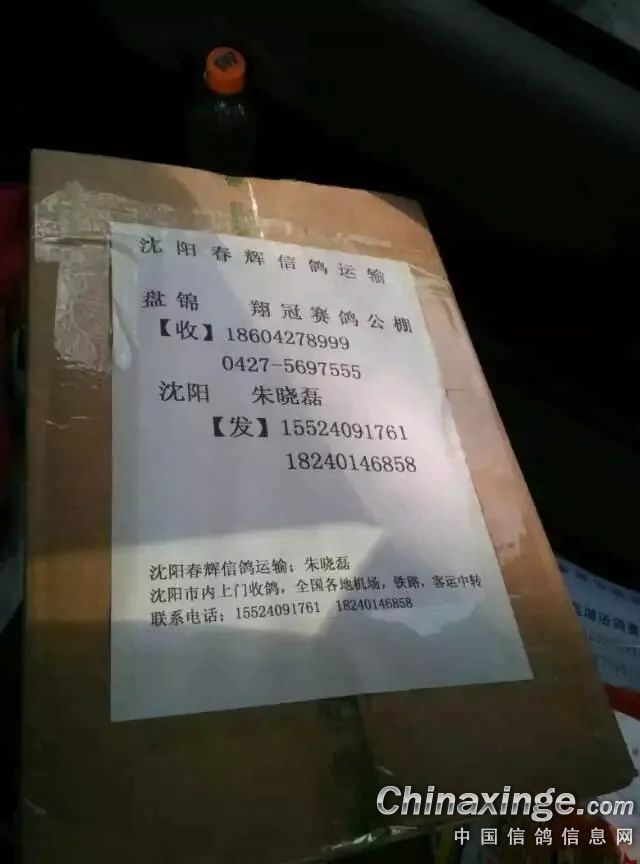 沈阳春辉信鸽运输
盘锦 翔冠赛鸽公棚
【收】18604278999
0427-5697555
沈阳 朱晓磊
【发】15524091761
18240146858
沈阳春辉信鸽运输：朱晓磊
沈阳市内上门收鸽，全国各地机场，铁路，客运中转
联系电话：15524091761 18240146858
Chinaxinge.com
中国信鸽信息网